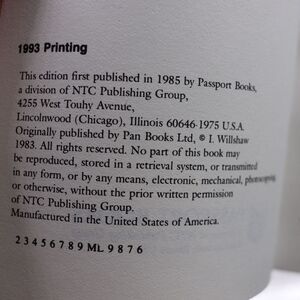 1993 Printing
This edition first published in 1985 by Passport Books,
a division of NTC Publishing Group,
4255 West Touhy Avenue,
Lincolnwood (Chicago), Illinois 60646-1975 U.S.A.
Originally published by Pan Books Ltd, © I. Willshaw
1983. All rights reserved. No part of this book may
be reproduced, stored in a retrieval system, or transmitted
in any form, or by any means, electronic, mechanical, photocopying
or otherwise, without the prior written permission
of NTC Publishing Group.
Manufactured in the United States of America.
2 3 4 5 6 7 8 9 ML 9 8 7 6